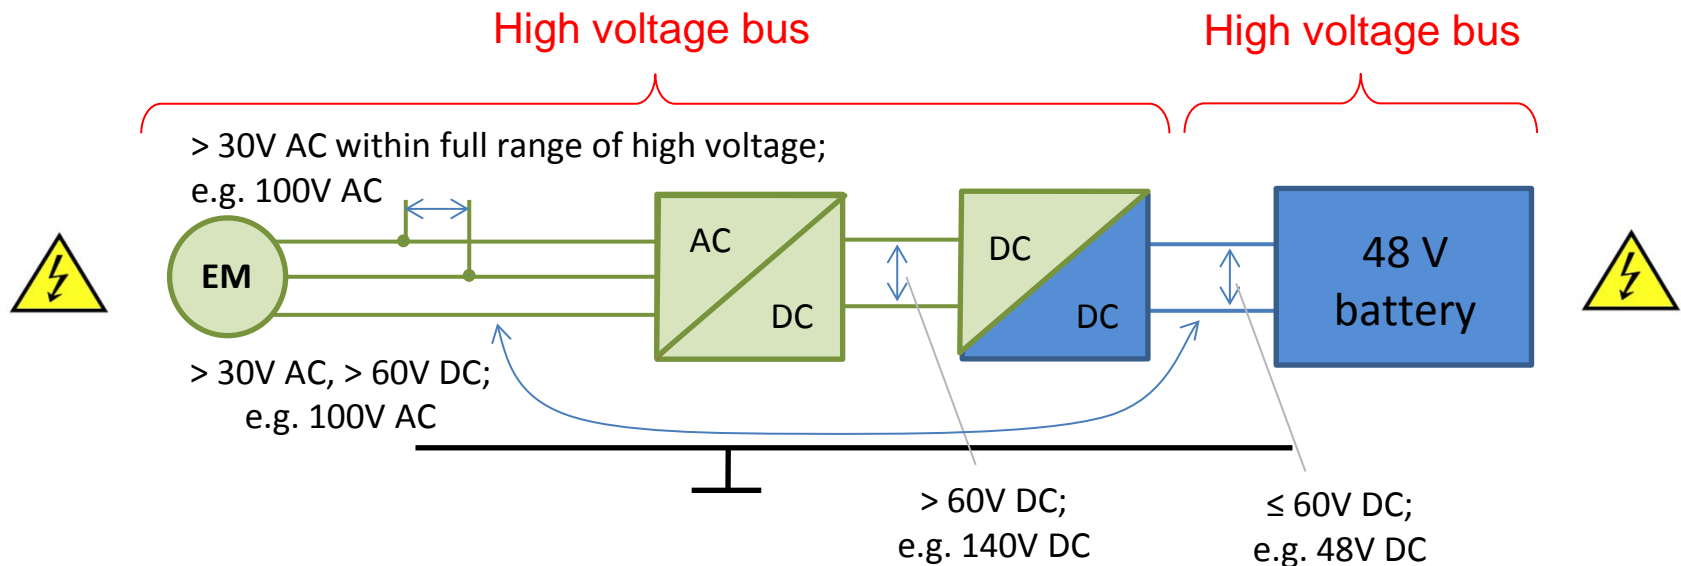 High voltage bus
High voltage bus
> 30V AC within full range of high voltage;
e.g. 100V AC
EM
AC
DC
DC
DC
48 V
battery
> 30V AC, > 60V DC;
e.g. 100V AC
> 60V DC;
e.g. 140V DC
≤ 60V DC;
e.g. 48V DC